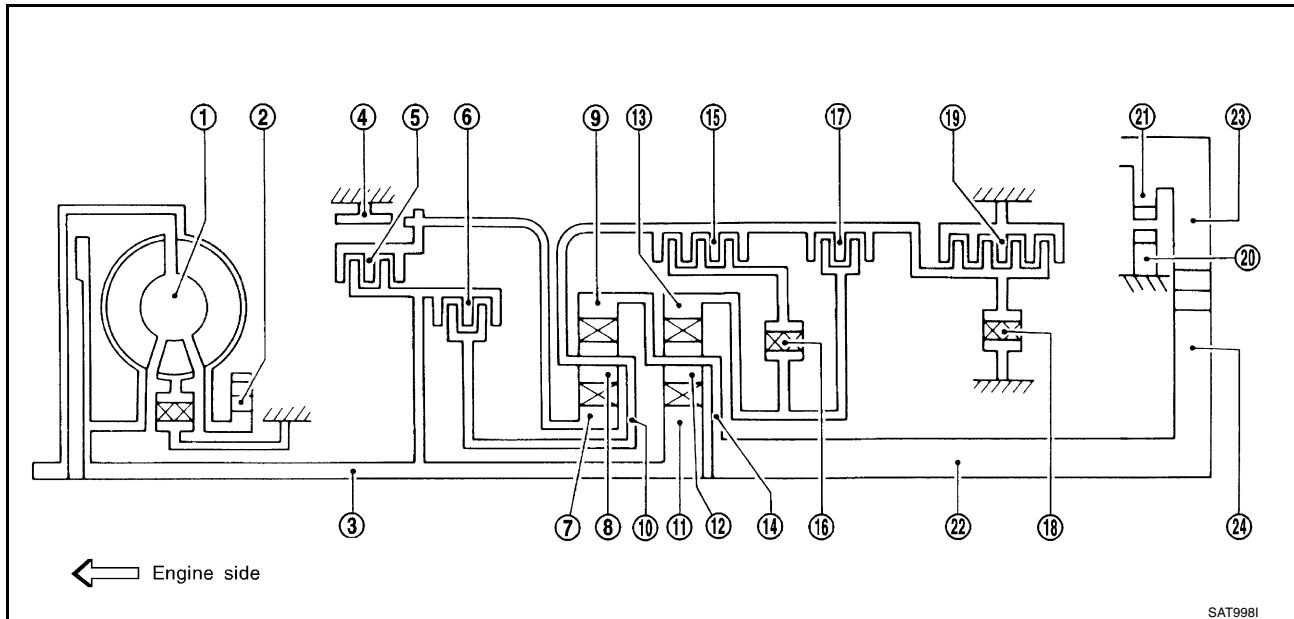 ① ② ④ ⑤ ⑥ ⑨ ⑬ ⑮ ⑰ ⑲ ㉑ ㉓
⑳
③ ⑦ ⑧ ⑩ ⑪ ⑫ ⑭ ⑯ ㉒ ⑱ ㉔
Engine side
SAT998I